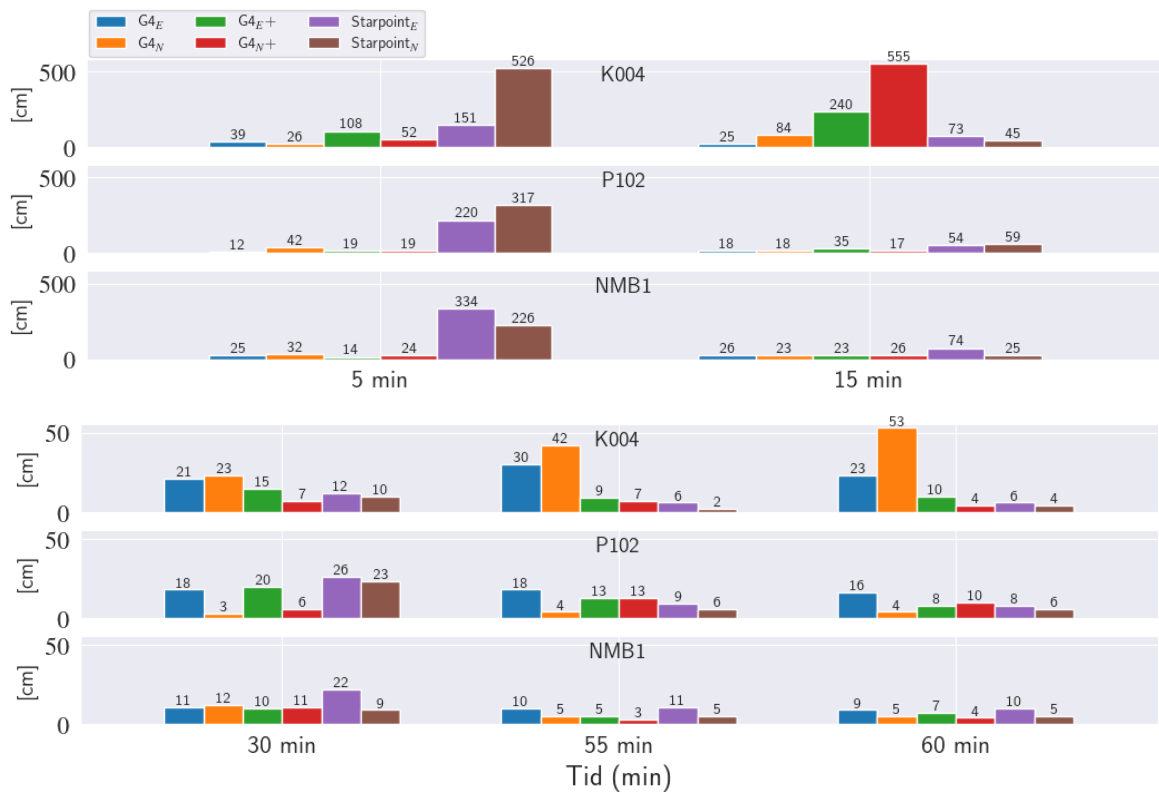 G4_E G4_E+ Starpoint_E
G4_N G4_N+ Starpoint_N
K004
[cm]
500
0
39 26 108 52 151 526
25 84 240 555 73 45
P102
[cm]
500
0
12 42 19 19 220 317
18 18 35 17 54 59
NMB1
[cm]
500
0
25 32 14 24 334 226
26 23 23 26 74 25
5 min 15 min
K004
[cm]
50
0
21 23 15 7 12 10
30 42 9 7 6 2
23 53 10 4 6 4
P102
[cm]
50
0
18 3 20 6 26 23
18 4 13 13 9 6
16 4 8 10 8 6
NMB1
[cm]
50
0
11 12 10 11 22 9
10 5 5 3 11 5
9 5 7 4 10 5
30 min 55 min 60 min
Tid (min)